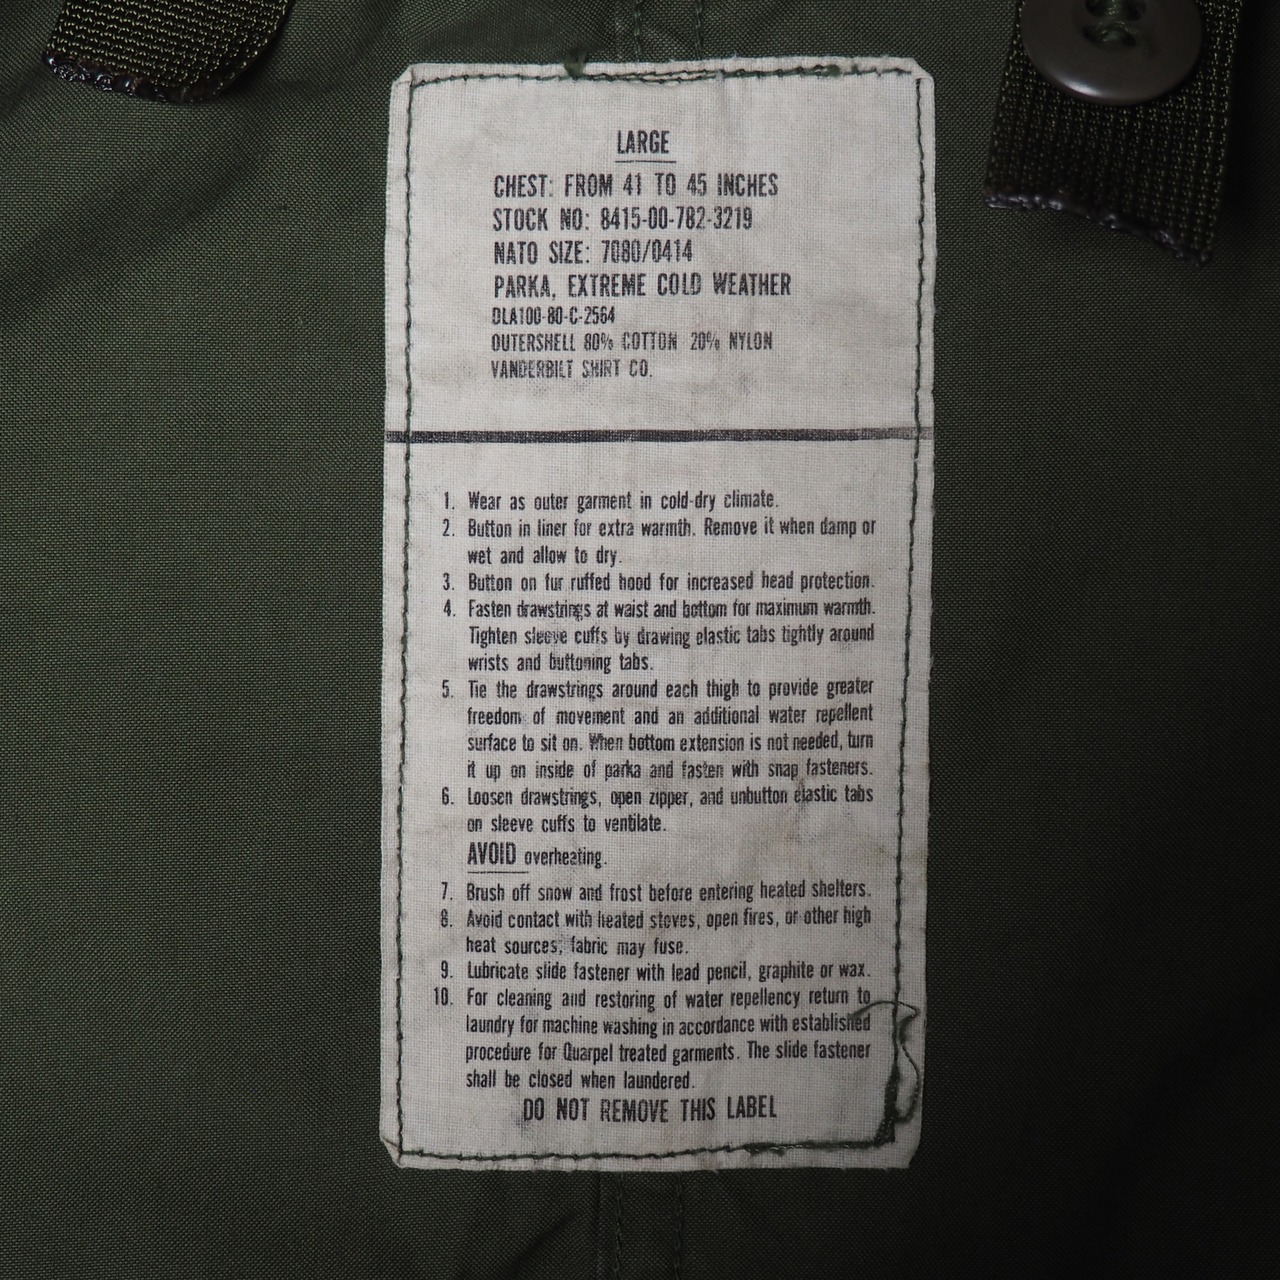 LARGE
CHEST: FROM 41 TO 45 INCHES
STOCK NO: 8415-00-782-3219
NATO SIZE: 7080/0414
PARKA, EXTREME COLD WEATHER
DLA100-80-C-2564
OUTERSHELL 80% COTTON 20% NYLON
VANDERBILT SHIRT CO.
1. Wear as outer garment in cold-dry climate.
2. Button in liner for extra warmth. Remove it when damp or
wet and allow to dry.
3. Button on fur ruffed hood for increased head protection.
4. Fasten drawstrings at waist and bottom for maximum warmth.
Tighten sleeve cuffs by drawing elastic tabs tightly around
wrists and buttoning tabs.
5. Tie the drawstrings around each thigh to provide greater
freedom of movement and an additional water repellent
surface to sit on. When bottom extension is not needed, turn
it up on inside of parka and fasten with snap fasteners.
6. Loosen drawstrings, open zipper, and unbutton elastic tabs
on sleeve cuffs to ventilate.
AVOID overheating.
7. Brush off snow and frost before entering heated shelters.
8. Avoid contact with heated stoves, open fires, or other high
heat sources; fabric may fuse.
9. Lubricate slide fastener with lead pencil, graphite or wax.
10. For cleaning and restoring of water repellency return to
laundry for machine washing in accordance with established
procedure for Quarpel treated garments. The slide fastener
shall be closed when laundered.
DO NOT REMOVE THIS LABEL